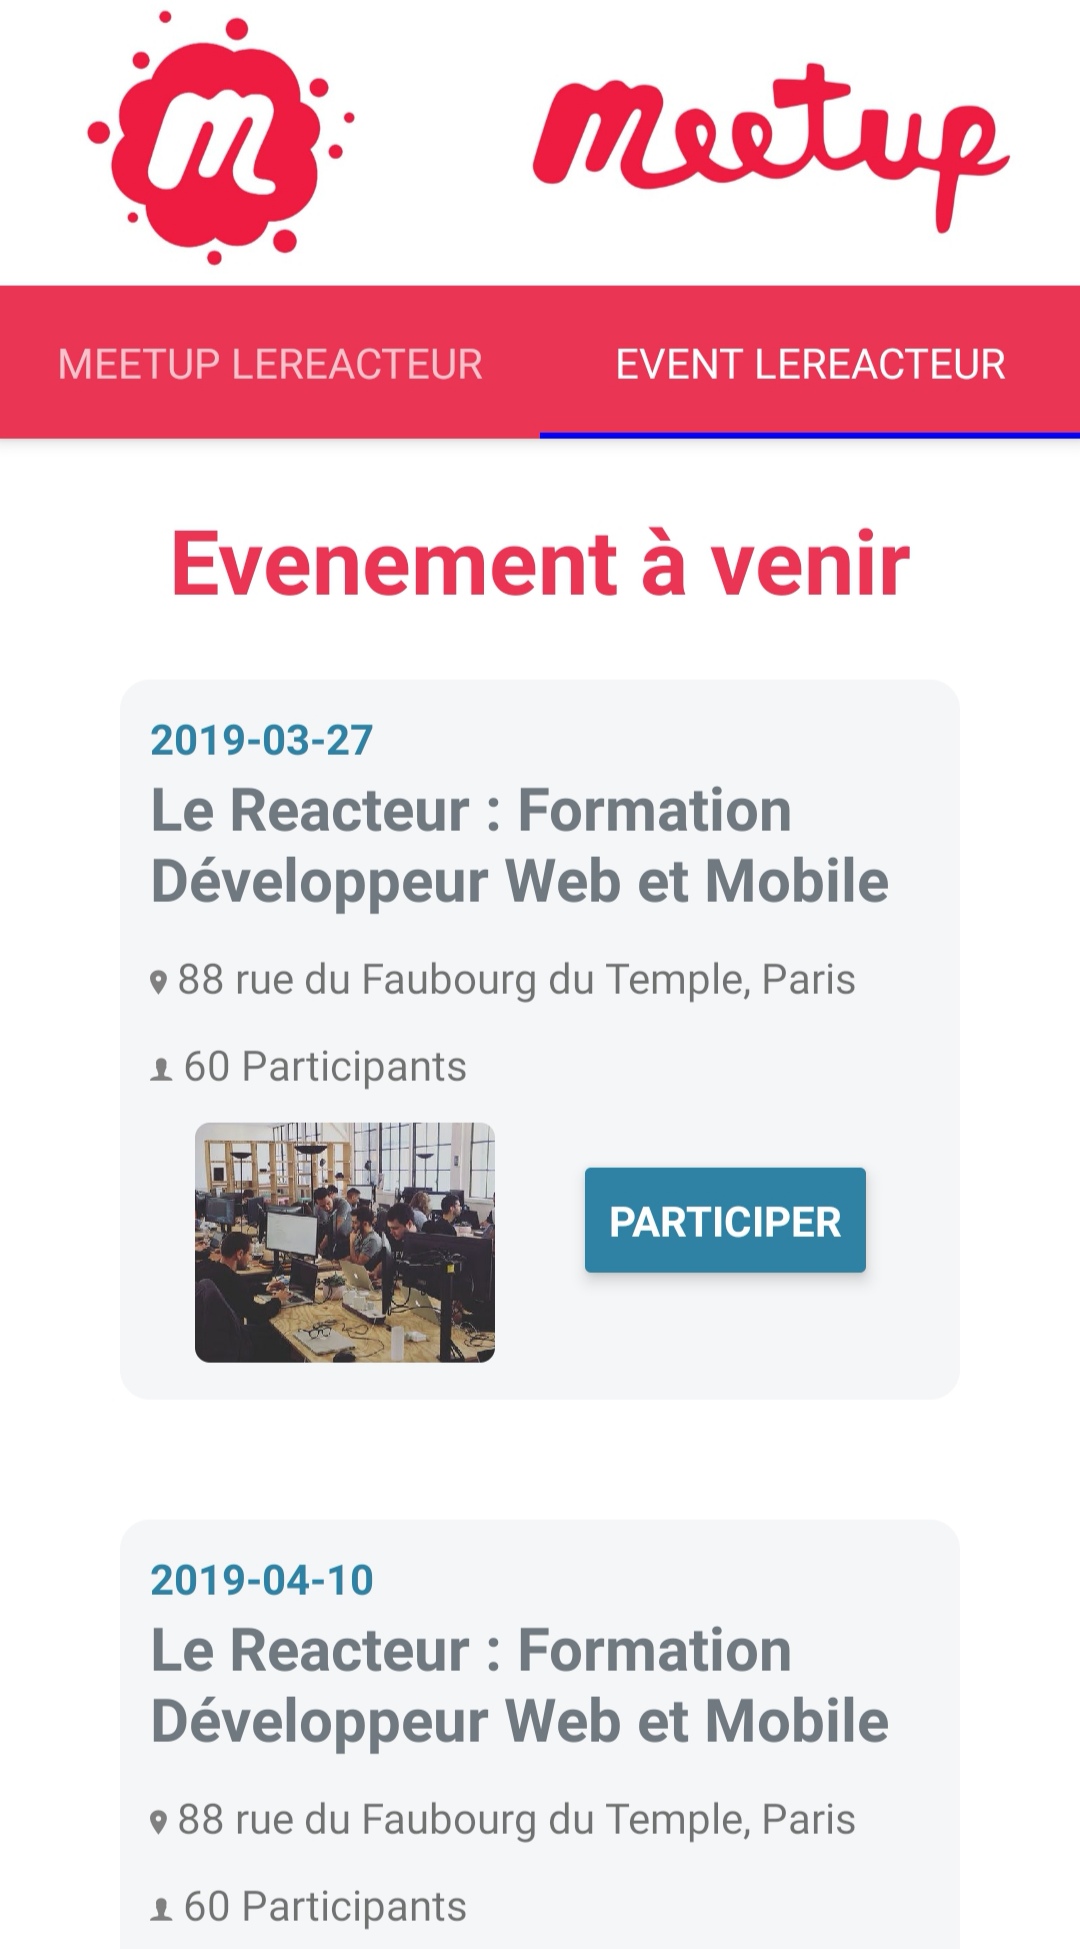 m
Meetup
MEETUP LEREACTEUR
EVENT LEREACTEUR
Evenement à venir
2019-03-27
Le Reacteur : Formation
Développeur Web et Mobile
88 rue du Faubourg du Temple, Paris
60 Participants
PARTICIPER
2019-04-10
Le Reacteur : Formation
Développeur Web et Mobile
88 rue du Faubourg du Temple, Paris
60 Participants